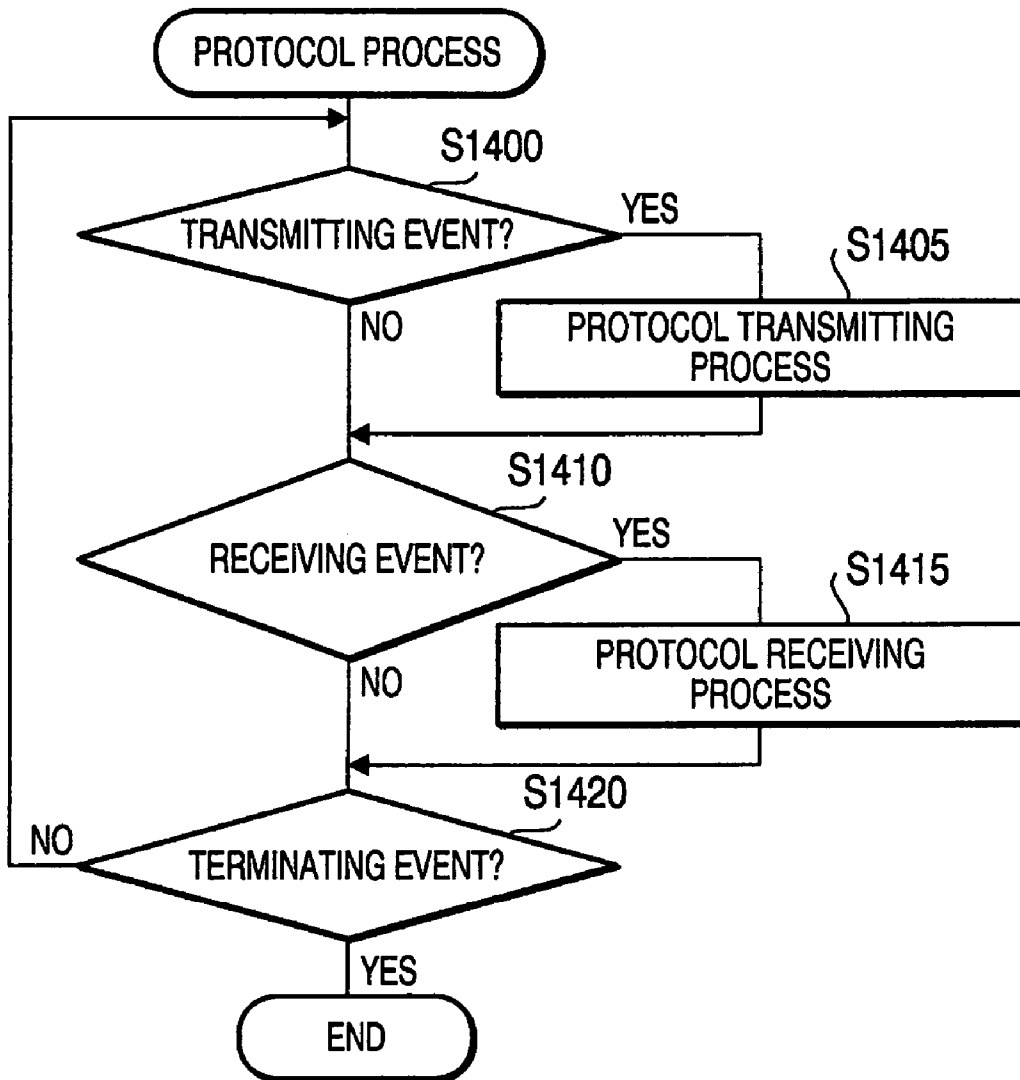 PROTOCOL PROCESS
S1400
TRANSMITTING EVENT?
YES
S1405
NO
PROTOCOL TRANSMITTING
PROCESS
S1410
RECEIVING EVENT?
YES
S1415
NO
PROTOCOL RECEIVING
PROCESS
S1420
NO
TERMINATING EVENT?
YES
END